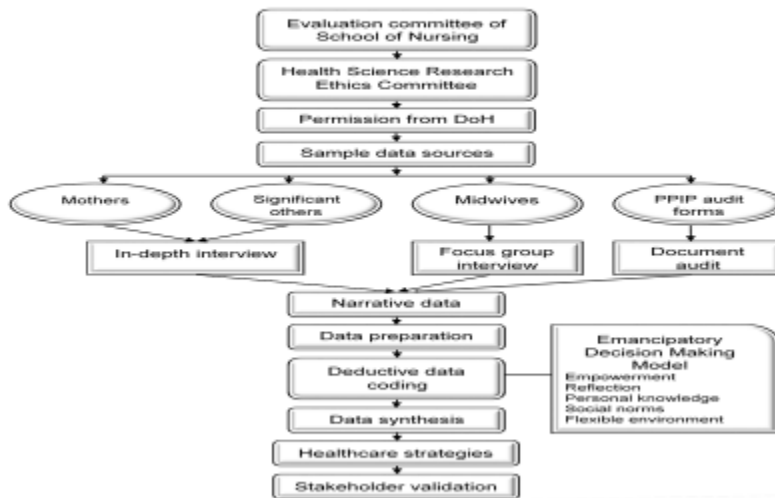 Evaluation committee of
School of Nursing
Health Science Research
Ethics Committee
Permission from DoH
Sample data sources
Mothers
Significant
others
Midwives
PPIP audit
forms
In-depth interview
Focus group
interview
Document
audit
Narrative data
Data preparation
Deductive data
coding
Emancipatory
Decision Making
Model
Empowerment
Reflection
Personal knowledge
Social norms
Flexible environment
Data synthesis
Healthcare strategies
Stakeholder validation